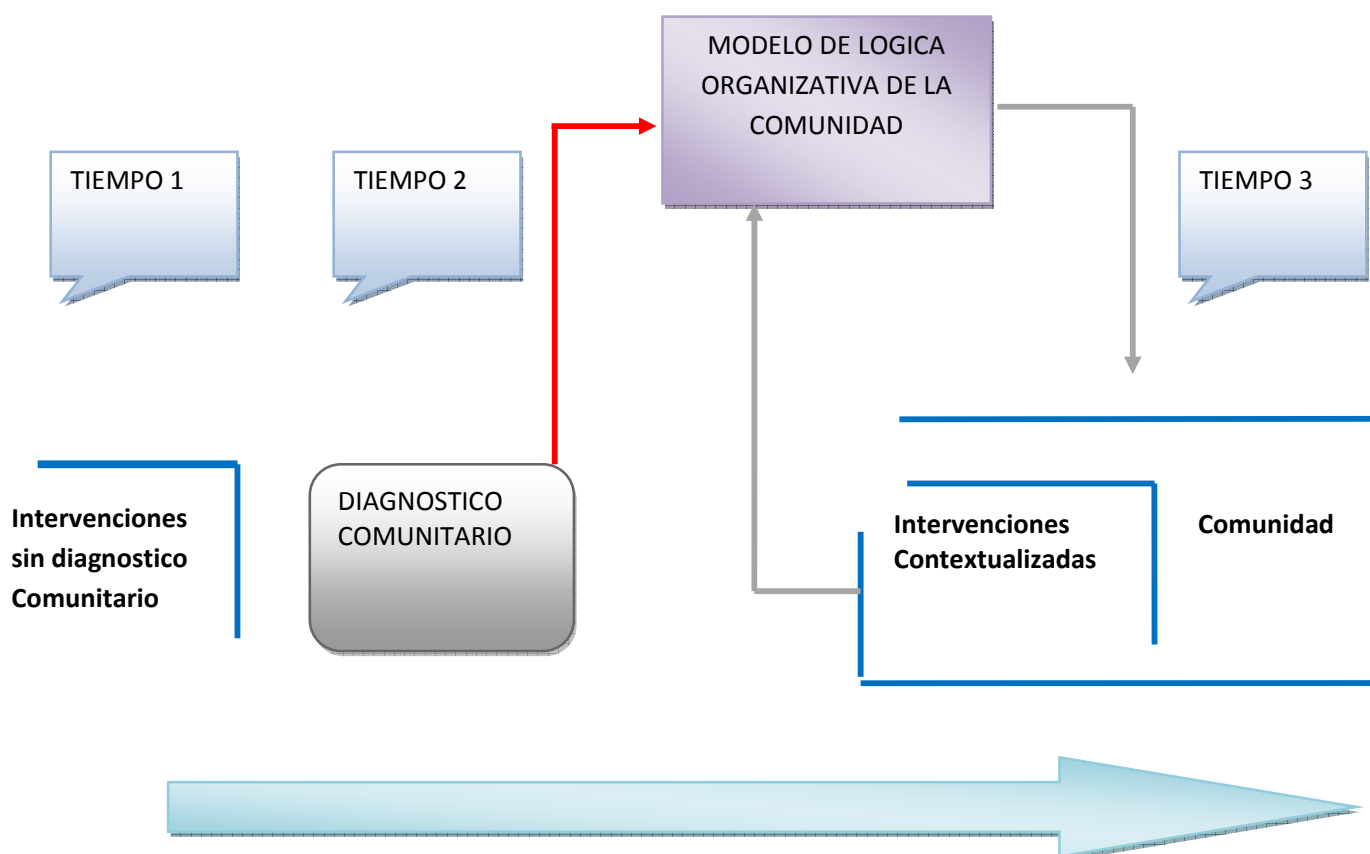 MODELO DE LOGICA
ORGANIZATIVA DE LA
COMUNIDAD
TIEMPO 1
TIEMPO 2
TIEMPO 3
Intervenciones
sin diagnostico
Comunitario
DIAGNOSTICO
COMUNITARIO
Intervenciones
Contextualizadas
Comunidad